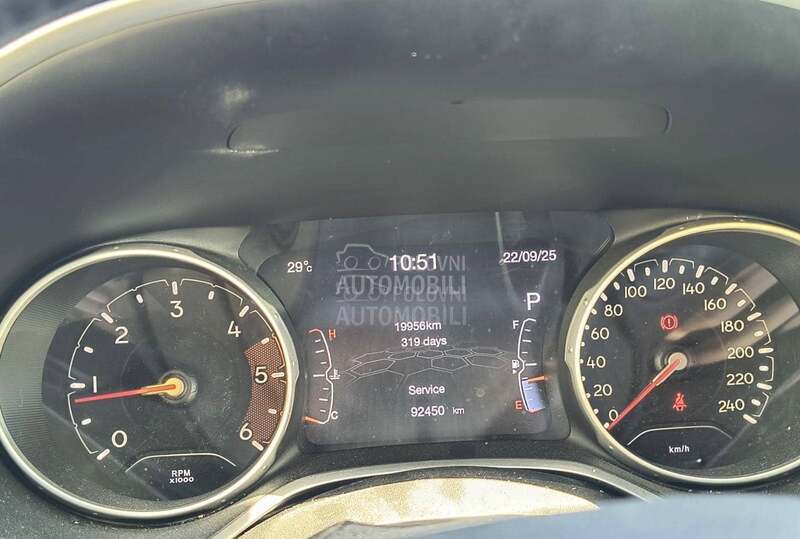 29°c 10:51 22/09/25
POLOVNI
AUTOMOBILI
POLOVNI
AUTOMOBILI
P
19956km
319 days
Service
92450 km
H
C
F
E
0
1
2
3
4
5
6
RPM
x1000
0
20
40
60
80
100
120
140
160
180
200
220
240
km/h